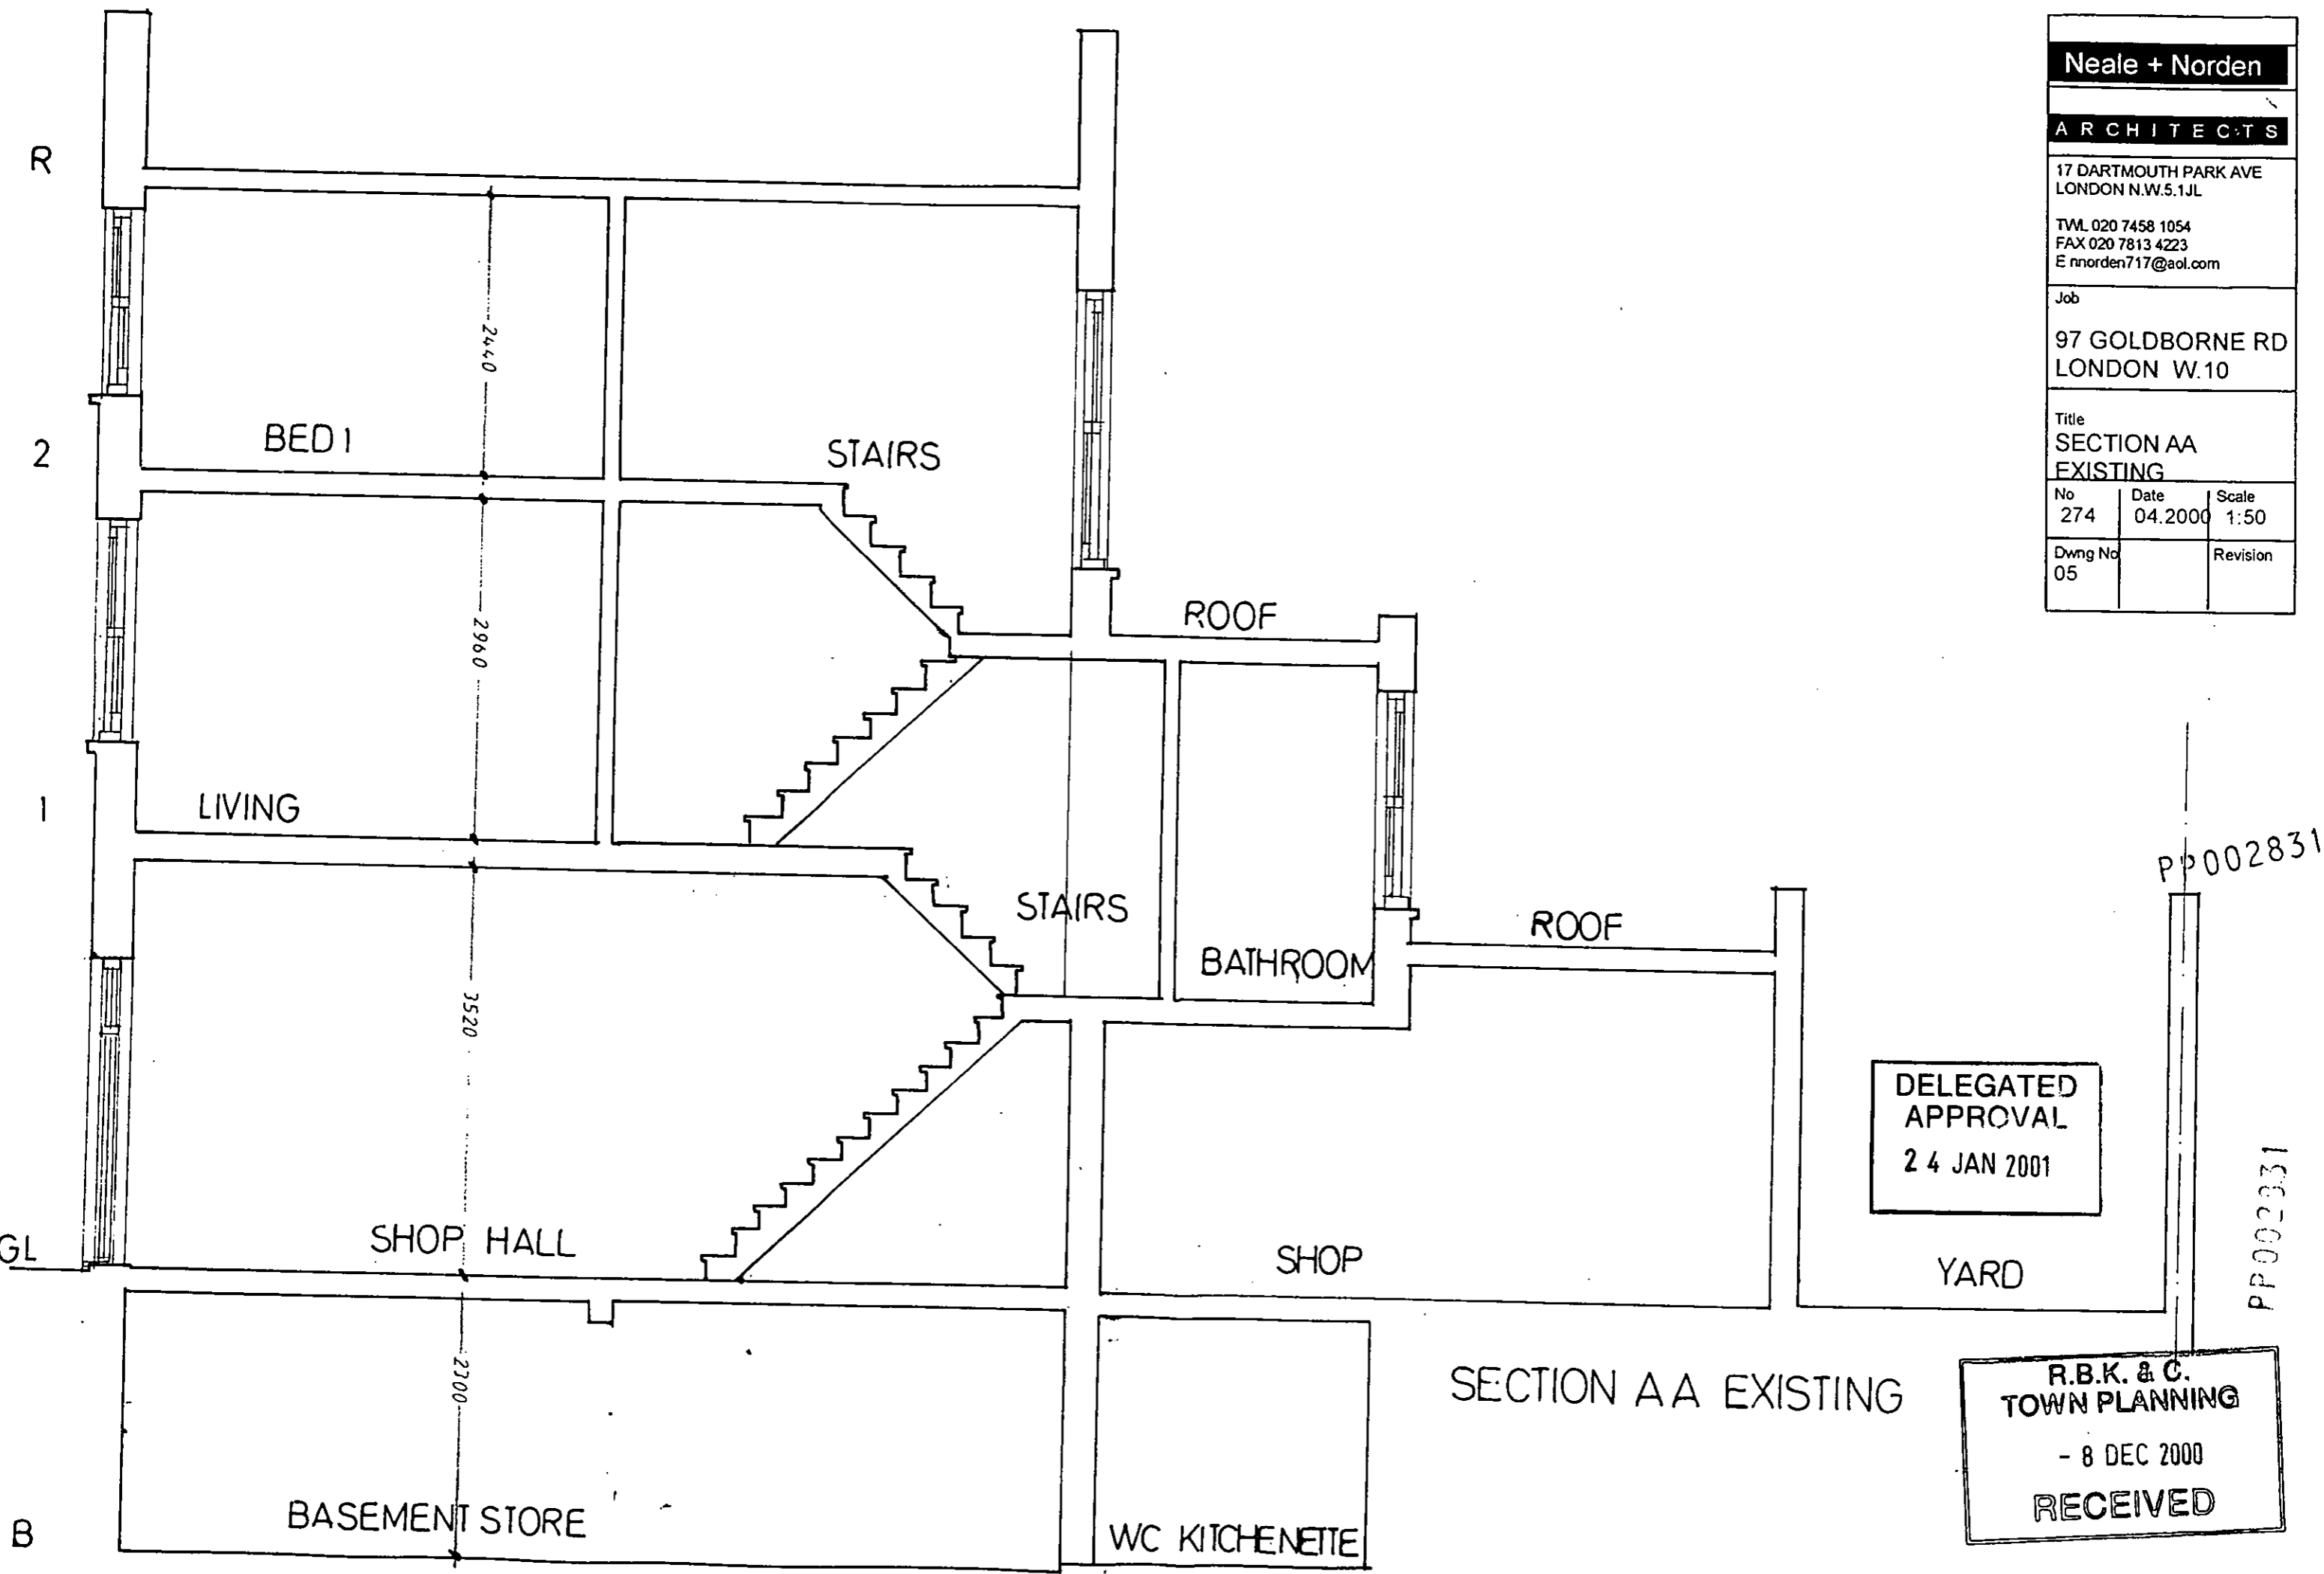 Neale + Norden
ARCHITECTS
17 DARTMOUTH PARK AVE
LONDON N.W.5.1JL
TWL 020 7458 1054
FAX 020 7813 4223
E nnorden717@aol.com
Job
97 GOLDBORNE RD
LONDON W.10
Title
SECTION AA
EXISTING
No Date Scale
274 04.2000 1:50
Dwng No Revision
05
R
2440
BED 1
STAIRS
2
ROOF
2960
LIVING
1
STAIRS
BATHROOM
ROOF
PP002831
3520
DELEGATED
APPROVAL
24 JAN 2001
GL
SHOP HALL
SHOP
YARD
PP002831
2300
SECTION AA EXISTING
R.B.K. & C.
TOWN PLANNING
- 8 DEC 2000
RECEIVED
BASEMENT STORE
WC KITCHENETTE
B